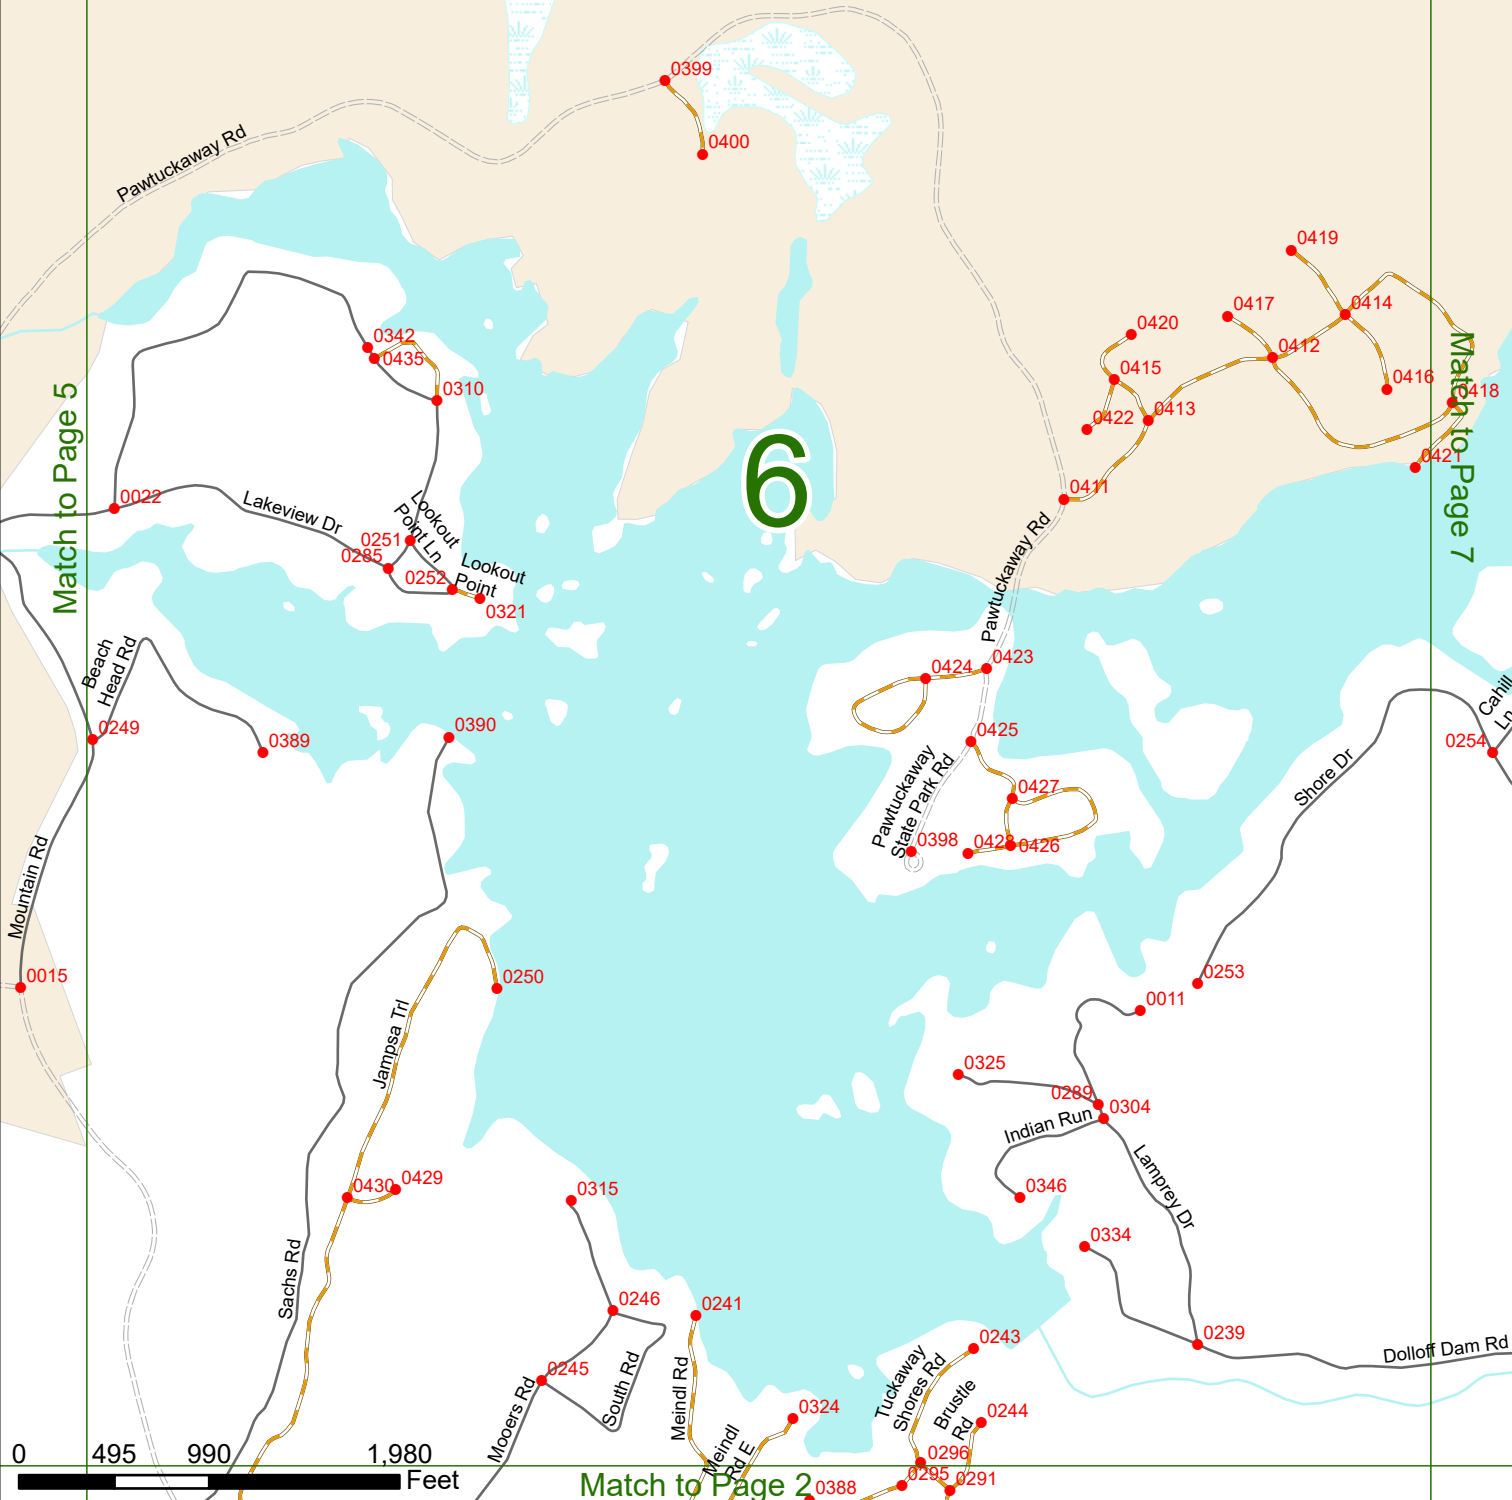 0399
0400
Pawtuckaway Rd
0419
0417
0414
0420
0342
0435
0412
0415
0310
0416
0418
0422
0413
Match to Page 5
Match to Page 7
6
0421
0411
0022
Lakeview Dr
Lookout
Point Ln
0251
0285
0252
Lookout
Point
0321
Pawtuckaway Rd
Beach
Head Rd
0423
0424
0249
0389
0390
0425
Cahill
Ln
0254
Pawtuckaway
State Park Rd
0427
Shore Dr
0398
0428
0426
Mountain Rd
0015
0250
0253
0011
Jampsa Trl
0325
0289
0304
Indian Run
Lamprey Dr
0430
0429
0315
0346
0334
Sachs Rd
0246
0241
0239
0243
Dolloff Dam Rd
0245
South Rd
Meindl Rd
Mooers Rd
Tuckaway
Shores Rd
Brustle
Rd
0324
0244
Meindl
Rd E
0296
0295
0291
0388
0
495
990
1,980
Feet
Match to Page 2